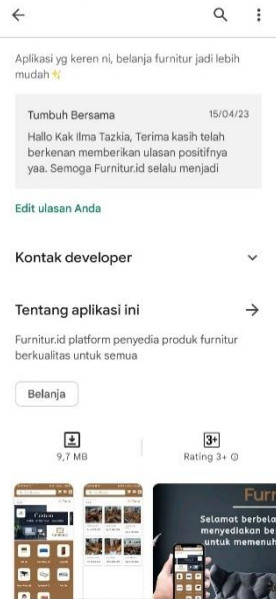 Aplikasi yg keren ni, belanja furnitur jadi lebih
mudah✨
Tumbuh Bersama 15/04/23
Hallo Kak Ilma Tazkia, Terima kasih telah
berkenan memberikan ulasan positifnya
yaa. Semoga Furnitur.id selalu menjadi
Edit ulasan Anda
Kontak developer
Tentang aplikasi ini
Furnitur.id platform penyedia produk furnitur
berkualitas untuk semua
Belanja
9,7 MB
3+
Rating 3+
Custom
Furn
Selamat berbela
menyediakan be
untuk memenuh